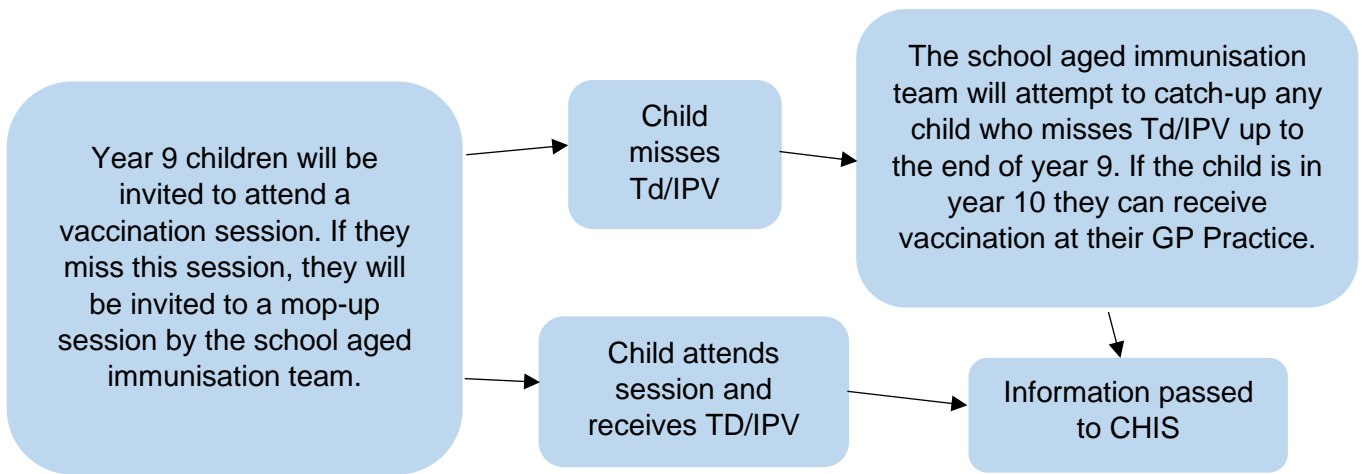 Year 9 children will be
invited to attend a
vaccination session. If they
miss this session, they will
be invited to a mop-up
session by the school aged
immunisation team.
Child
misses
Td/IPV
The school aged immunisation
team will attempt to catch-up any
child who misses Td/IPV up to
the end of year 9. If the child is in
year 10 they can receive
vaccination at their GP Practice.
Child attends
session and
receives TD/IPV
Information passed
to CHIS